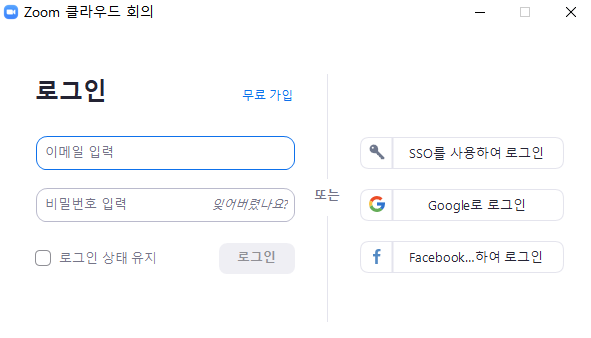 Zoom 클라우드 회의
로그인
무료 가입
이메일 입력
비밀번호 입력
잊어버렸나요?
로그인 상태 유지
로그인
또는
SSO를 사용하여 로그인
Google로 로그인
Facebook...하여 로그인